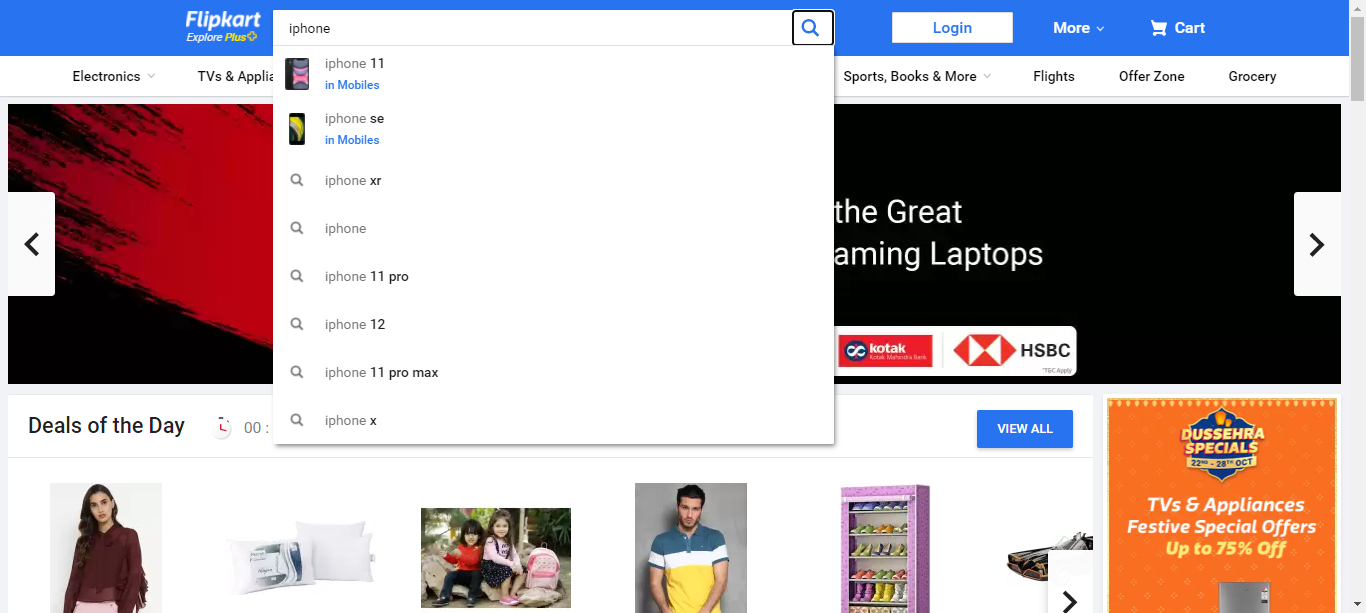 Flipkart
Explore Plus
iphone
Login
More
Cart
Electronics
TVs & Applia
Sports, Books & More
Flights
Offer Zone
Grocery
iphone 11
in Mobiles
iphone se
in Mobiles
iphone xr
iphone
iphone 11 pro
iphone 12
iphone 11 pro max
iphone x
the Great
aming Laptops
kotak
Kotak Mahindra Bank
HSBC
*T&C Apply
Deals of the Day
00 :
VIEW ALL
DUSSEHRA
SPECIALS
22ND - 28TH OCT
TVs & Appliances
Festive Special Offers
Up to 75% Off